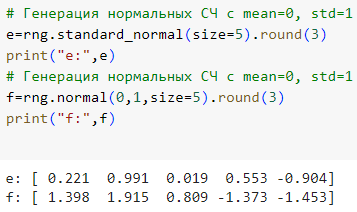 # Генерация нормальных СЧ с mean=0, std=1
e=rng.standard_normal(size=5).round(3)
print("e:",e)
# Генерация нормальных СЧ с mean=0, std=1
f=rng.normal(0,1,size=5).round(3)
print("f:",f)
e: [ 0.221  0.991  0.019  0.553 -0.904]
f: [ 1.398  1.915  0.809 -1.373 -1.453]